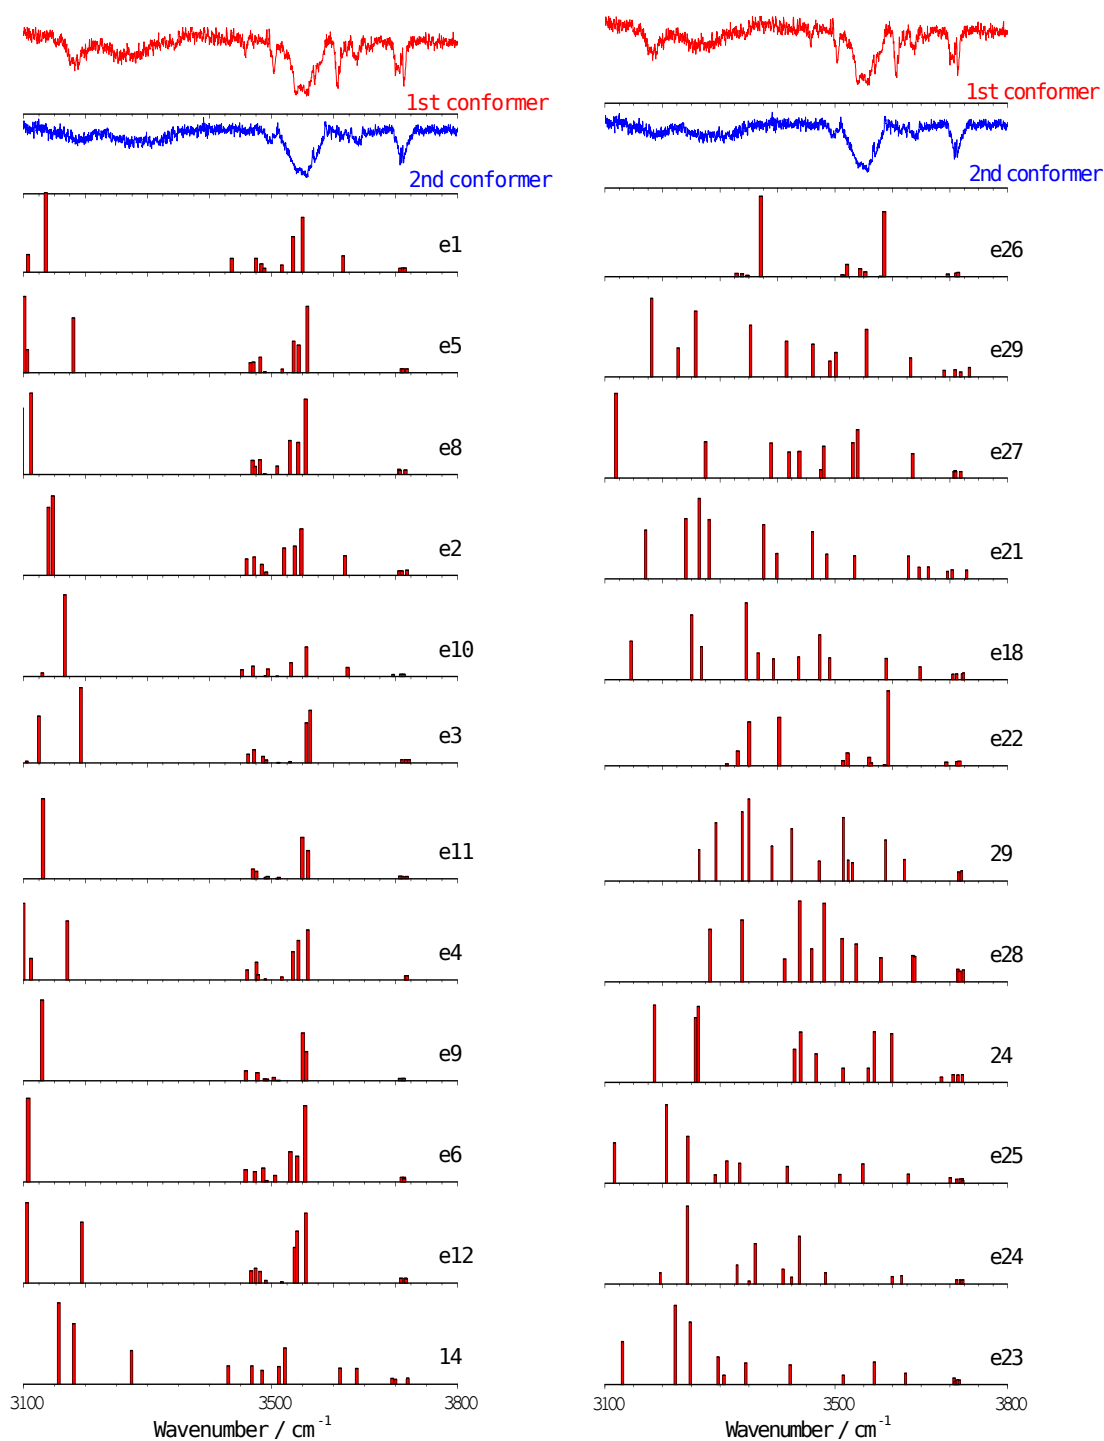 1st conformer
2nd conformer
e1
e5
e8
e2
e10
e3
e11
e4
e9
e6
e12
14
3100
3500
3800
Wavenumber / cm⁻¹
1st conformer
2nd conformer
e26
e29
e27
e21
e18
e22
29
e28
24
e25
e24
e23
3100
3500
3800
Wavenumber / cm⁻¹